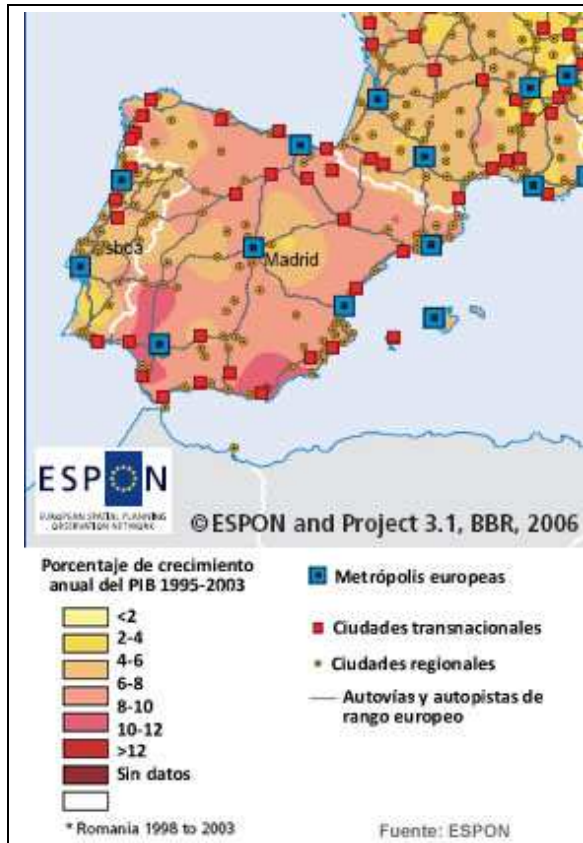 sboa
Madrid
ESPON
EUROPEAN SPATIAL PLANNING
OBSERVATION NETWORK
© ESPON and Project 3.1, BBR, 2006
Porcentaje de crecimiento
anual del PIB 1995-2003
<2
2-4
4-6
6-8
8-10
10-12
>12
Sin datos
* Romania 1998 to 2003
Metrópolis europeas
Ciudades transnacionales
Ciudades regionales
Autovías y autopistas de
rango europeo
Fuente: ESPON